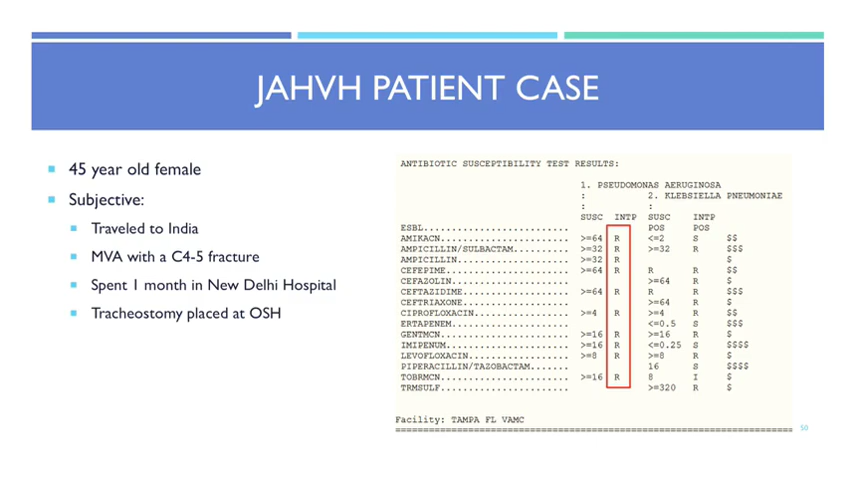 JAHVH PATIENT CASE
45 year old female
Subjective:
Traveled to India
MVA with a C4-5 fracture
Spent 1 month in New Delhi Hospital
Tracheostomy placed at OSH
ANTIBIOTIC SUSCEPTIBILITY TEST RESULTS:
1. PSEUDOMONAS AERUGINOSA
: 2. KLEBSIELLA PNEUMONIAE
: :
SUSC INTP SUSC INTP
ESBL........................... POS POS
AMIKACN........................ >=64 R <=2 S $$
AMPICILLIN/SULBACTAM.......... >=32 R >=32 R $$$
AMPICILLIN..................... >=32 R $
CEFEPIME....................... >=64 R R R $$
CEFAZOLIN...................... >=64 R $
CEFTAZIDIME.................... >=64 R R R $$$
CEFTRIAXONE.................... >=64 R $
CIPROFLOXACIN.................. >=4 R >=4 R $$
ERTAPENEM...................... <=0.5 S $$$
GENTMCN........................ >=16 R >=16 R $
IMIPENUM....................... >=16 R <=0.25 S $$$$
LEVOFLOXACIN................... >=8 R >=8 R $
PIPERACILLIN/TAZOBACTAM....... 16 S $$$$
TOBRMCN........................ >=16 R 8 I $
TRMSULF........................ >=320 R $
Facility: TAMPA FL VAMC
50